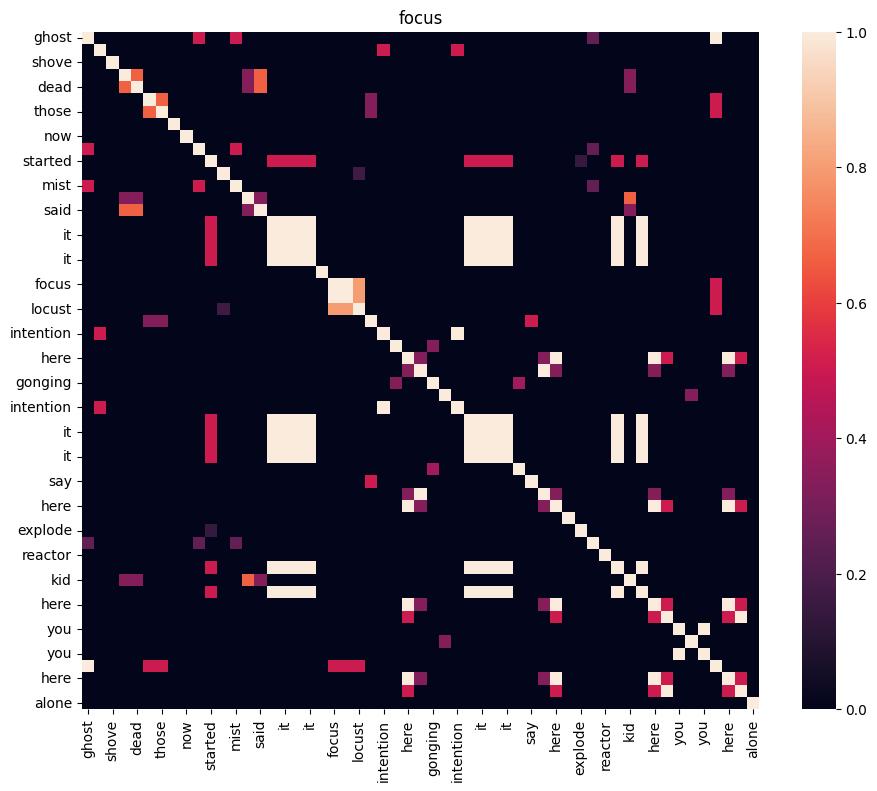 focus
ghost
shove
dead
those
now
started
mist
said
it
it
focus
locust
intention
here
gonging
intention
it
it
say
here
explode
reactor
kid
here
you
you
here
alone
ghost
shove
dead
those
now
started
mist
said
it
it
focus
locust
intention
here
gonging
intention
it
it
say
here
explode
reactor
kid
here
you
you
here
alone
1.0
0.8
0.6
0.4
0.2
0.0